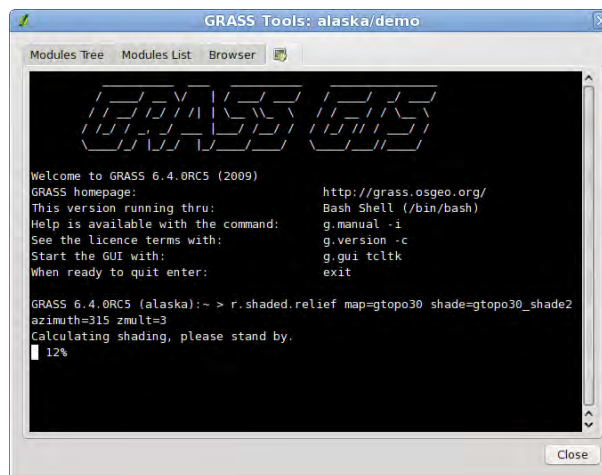 GRASS Tools: alaska/demo
Modules Tree Modules List Browser
GRASS GIS
Welcome to GRASS 6.4.0RC5 (2009)
GRASS homepage: http://grass.osgeo.org/
This version running thru: Bash Shell (/bin/bash)
Help is available with the command: g.manual -i
See the licence terms with: g.version -c
Start the GUI with: g.gui tcltk
When ready to quit enter: exit
GRASS 6.4.0RC5 (alaska):~ > r.shaded.relief map=gtopo30 shade=gtopo30_shade2
azimuth=315 zmult=3
Calculating shading, please stand by.
12%
Close